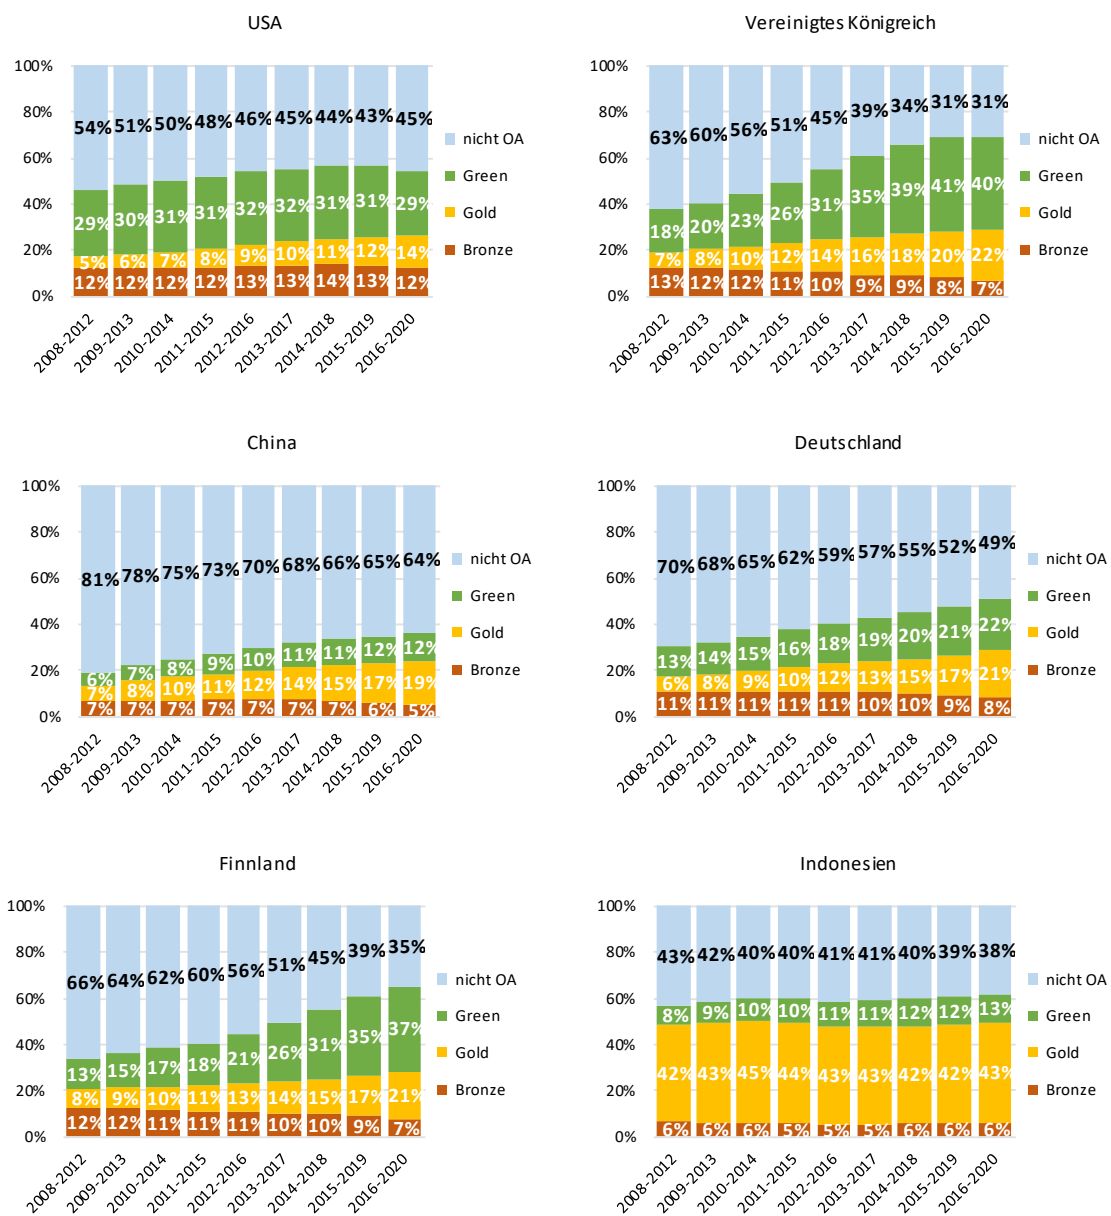 USA
100%
80%
60%
40%
20%
0%
54% 51% 50% 48% 46% 45% 44% 43% 45%
29% 30% 31% 31% 32% 32% 31% 31% 29%
5% 6% 7% 8% 9% 10% 11% 12% 14%
12% 12% 12% 12% 13% 13% 14% 13% 12%
2008-2012 2009-2013 2010-2014 2011-2015 2012-2016 2013-2017 2014-2018 2015-2019 2016-2020
nicht OA
Green
Gold
Bronze
Vereinigtes Königreich
100%
80%
60%
40%
20%
0%
63% 60% 56% 51% 45% 39% 34% 31% 31%
18% 20% 23% 26% 31% 35% 39% 41% 40%
7% 8% 10% 12% 14% 16% 18% 20% 22%
13% 12% 12% 11% 10% 9% 9% 8% 7%
2008-2012 2009-2013 2010-2014 2011-2015 2012-2016 2013-2017 2014-2018 2015-2019 2016-2020
nicht OA
Green
Gold
Bronze
China
100%
80%
60%
40%
20%
0%
81% 78% 75% 73% 70% 68% 66% 65% 64%
6% 7% 8% 9% 10% 11% 11% 12% 12%
7% 8% 10% 11% 12% 14% 15% 17% 19%
7% 7% 7% 7% 7% 7% 7% 6% 5%
2008-2012 2009-2013 2010-2014 2011-2015 2012-2016 2013-2017 2014-2018 2015-2019 2016-2020
nicht OA
Green
Gold
Bronze
Deutschland
100%
80%
60%
40%
20%
0%
70% 68% 65% 62% 59% 57% 55% 52% 49%
13% 14% 15% 16% 18% 19% 20% 21% 22%
6% 8% 9% 10% 12% 13% 15% 17% 21%
11% 11% 11% 11% 11% 10% 10% 9% 8%
2008-2012 2009-2013 2010-2014 2011-2015 2012-2016 2013-2017 2014-2018 2015-2019 2016-2020
nicht OA
Green
Gold
Bronze
Finnland
100%
80%
60%
40%
20%
0%
66% 64% 62% 60% 56% 51% 45% 39% 35%
13% 15% 17% 18% 21% 26% 31% 35% 37%
8% 9% 10% 11% 13% 14% 15% 17% 21%
12% 12% 11% 11% 11% 10% 10% 9% 7%
2008-2012 2009-2013 2010-2014 2011-2015 2012-2016 2013-2017 2014-2018 2015-2019 2016-2020
nicht OA
Green
Gold
Bronze
Indonesien
100%
80%
60%
40%
20%
0%
43% 42% 40% 40% 41% 41% 40% 39% 38%
8% 9% 10% 10% 11% 11% 12% 12% 13%
42% 43% 45% 44% 43% 43% 42% 42% 43%
6% 6% 6% 5% 5% 5% 6% 6% 6%
2008-2012 2009-2013 2010-2014 2011-2015 2012-2016 2013-2017 2014-2018 2015-2019 2016-2020
nicht OA
Green
Gold
Bronze